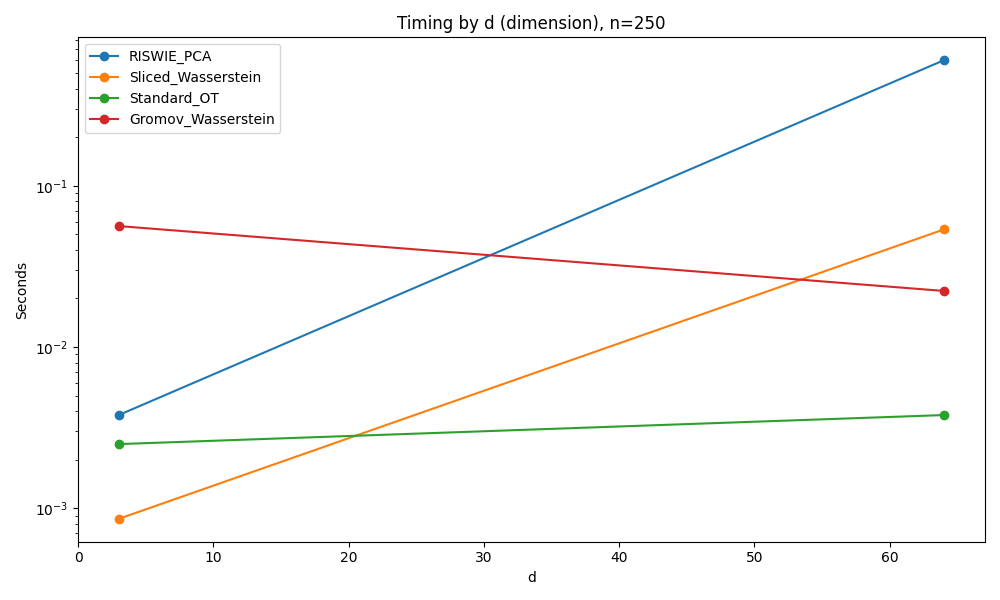 Timing by d (dimension), n=250
RISWIE_PCA
Sliced_Wasserstein
Standard_OT
Gromov_Wasserstein
Seconds
10⁻¹
10⁻²
10⁻³
0 10 20 30 40 50 60
d